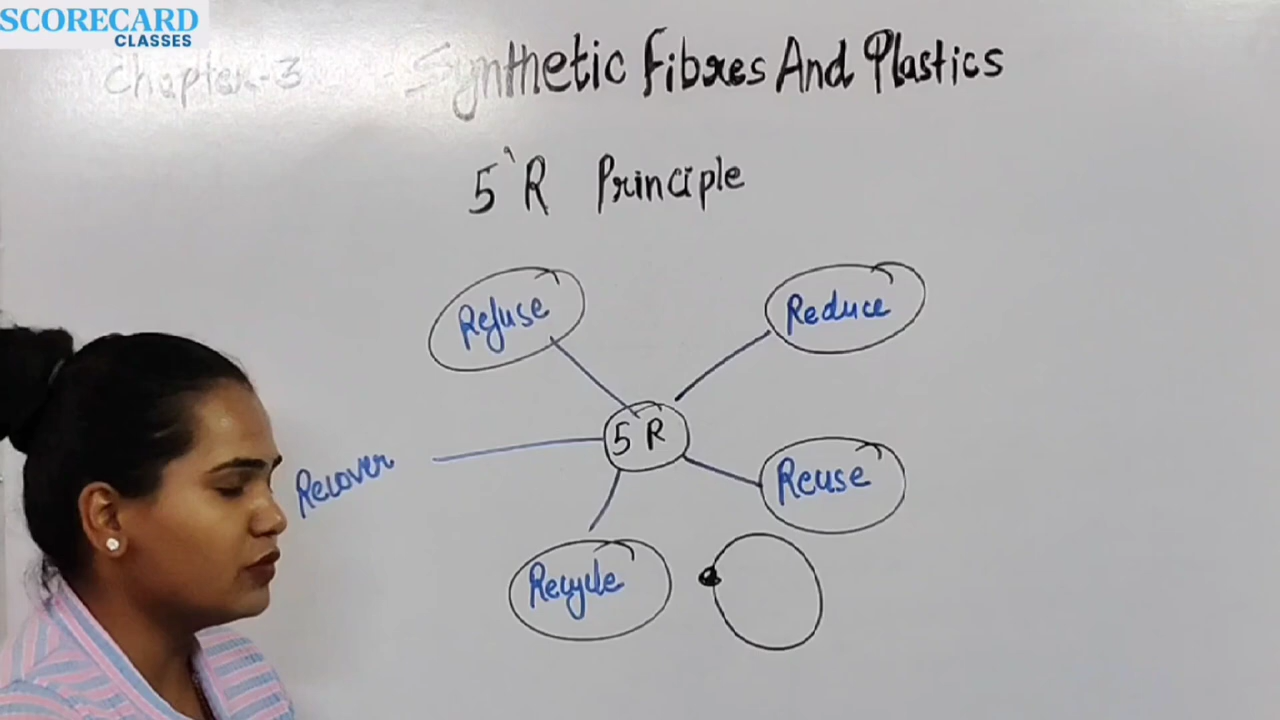 SCORECARD
CLASSES
Chapter-3 Synthetic Fibres And Plastics
5'R Principle
Refuse
Reduce
5 R
Recover
Reuse
Recycle